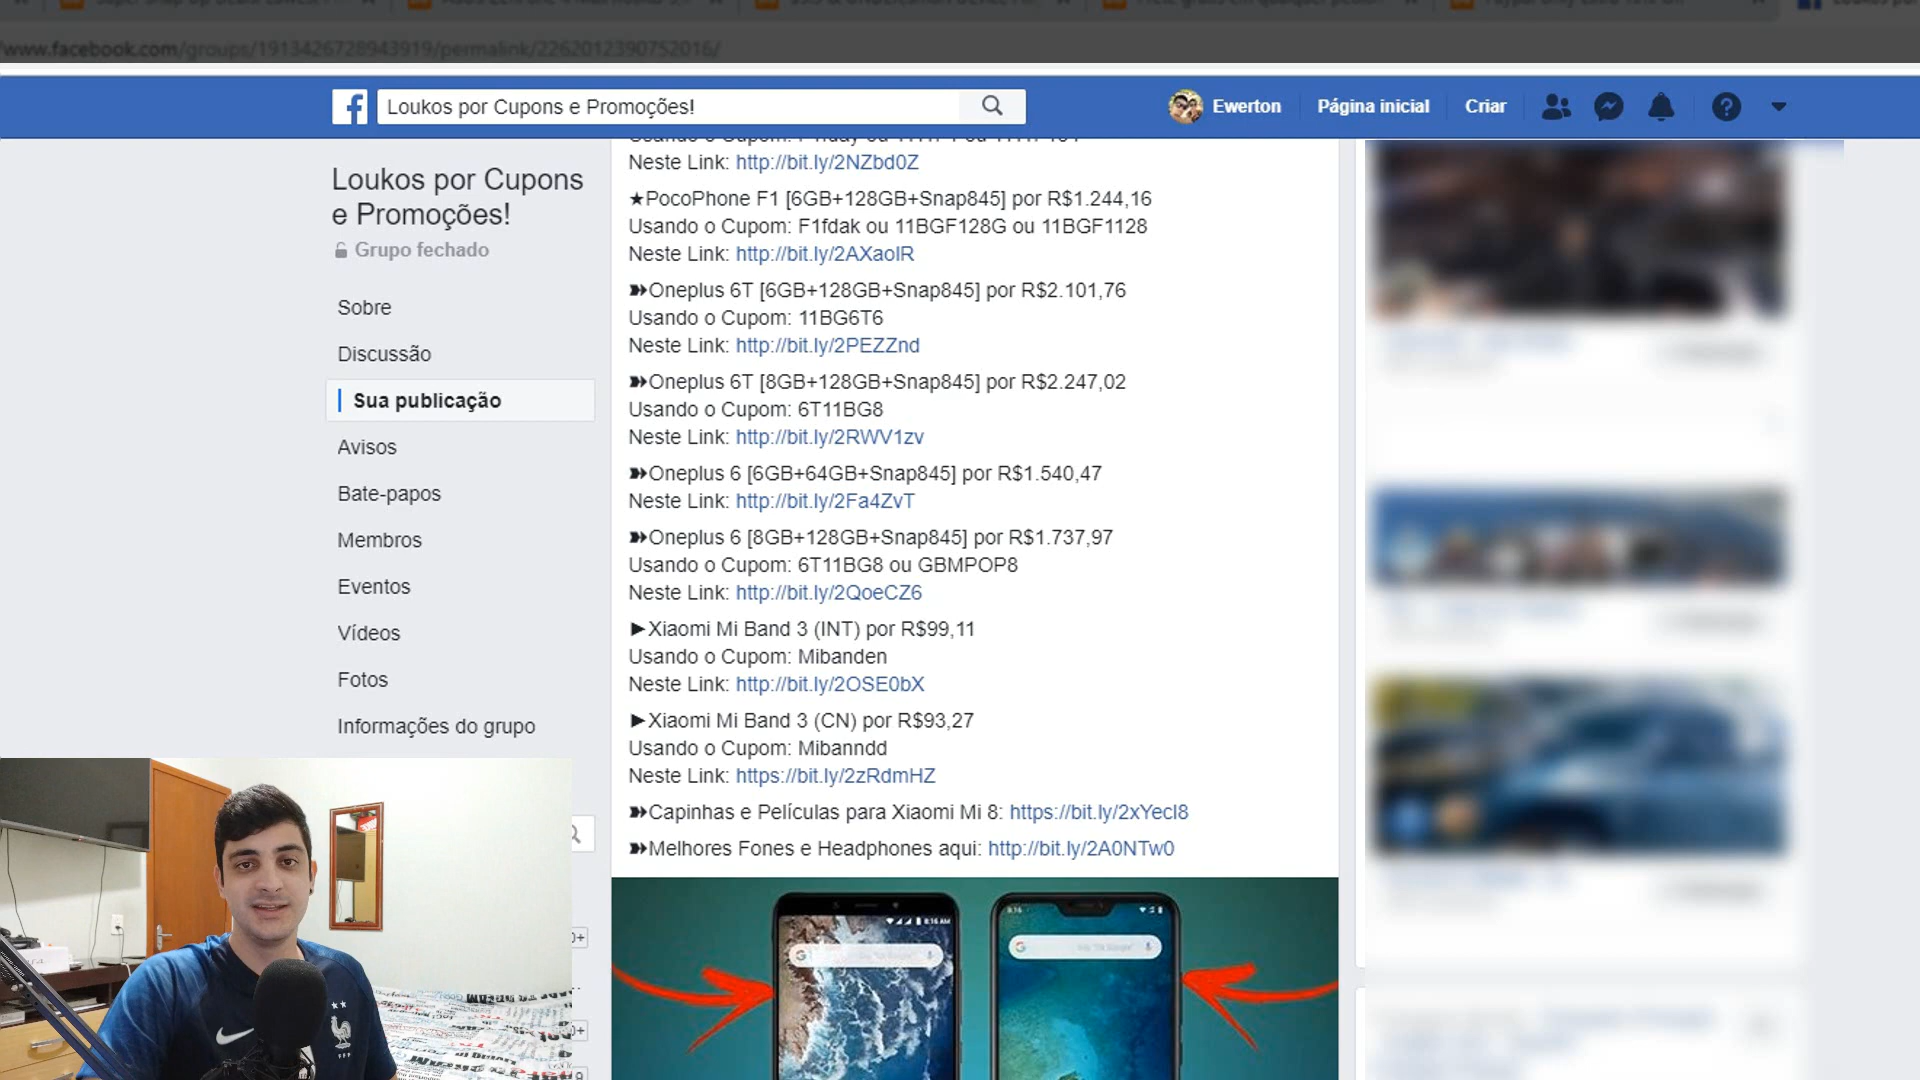 www.facebook.com/groups/1913426728943919/permalink/2262012390752016/
Loukos por Cupons e Promoções!
Ewerton
Página inicial
Criar
Loukos por Cupons
e Promoções!
Grupo fechado
Sobre
Discussão
Sua publicação
Avisos
Bate-papos
Membros
Eventos
Vídeos
Fotos
Informações do grupo
Neste Link: http://bit.ly/2NZbd0Z
★PocoPhone F1 [6GB+128GB+Snap845] por R$1.244,16
Usando o Cupom: F1fdak ou 11BGF128G ou 11BGF1128
Neste Link: http://bit.ly/2AXaolR
➽Oneplus 6T [6GB+128GB+Snap845] por R$2.101,76
Usando o Cupom: 11BG6T6
Neste Link: http://bit.ly/2PEZZnd
➽Oneplus 6T [8GB+128GB+Snap845] por R$2.247,02
Usando o Cupom: 6T11BG8
Neste Link: http://bit.ly/2RWV1zv
➽Oneplus 6 [6GB+64GB+Snap845] por R$1.540,47
Neste Link: http://bit.ly/2Fa4ZvT
➽Oneplus 6 [8GB+128GB+Snap845] por R$1.737,97
Usando o Cupom: 6T11BG8 ou GBMPOP8
Neste Link: http://bit.ly/2QoeCZ6
►Xiaomi Mi Band 3 (INT) por R$99,11
Usando o Cupom: Mibanden
Neste Link: http://bit.ly/2OSE0bX
►Xiaomi Mi Band 3 (CN) por R$93,27
Usando o Cupom: Mibanndd
Neste Link: https://bit.ly/2zRdmHZ
➽Capinhas e Películas para Xiaomi Mi 8: https://bit.ly/2xYecI8
➽Melhores Fones e Headphones aqui: http://bit.ly/2A0NTw0
8:16 AM
8:16
FFF